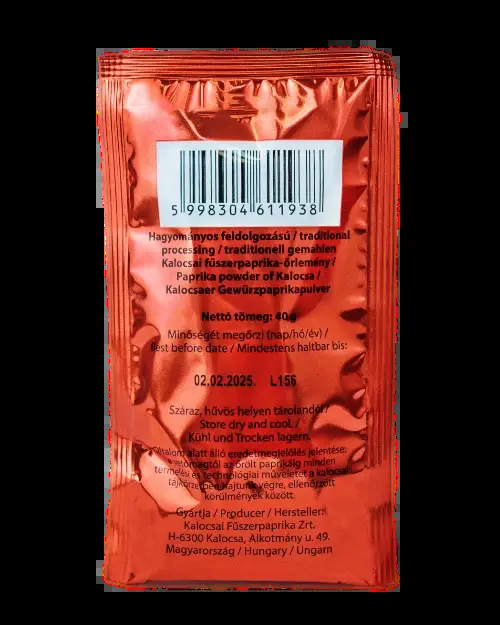 5 998304 611938
Hagyományos feldolgozású / traditional
processing / traditionell gemahlen
Kalocsai fűszerpaprika-őrlemény /
Paprika powder of Kalocsa /
Kalocsaer Gewürzpaprikapulver
Nettó tömeg: 40 g
Minőségét megőrzi (nap/hó/év) /
Best before date / Mindestens haltbar bis:
02.02.2025. L156
Száraz, hűvös helyen tárolandó! /
Store dry and cool. /
Kühl und Trocken lagern.
Oltalom alatt álló eredetmegjelölés jelentése:
a vetőmagtól az őrölt paprikáig minden
termelési és technológiai műveletet a kalocsai
tájkörzetben hajtunk végre, ellenőrzött
körülmények között.
Gyártja / Producer / Hersteller:
Kalocsai Fűszerpaprika Zrt.
H-6300 Kalocsa, Alkotmány u. 49.
Magyarország / Hungary / Ungarn